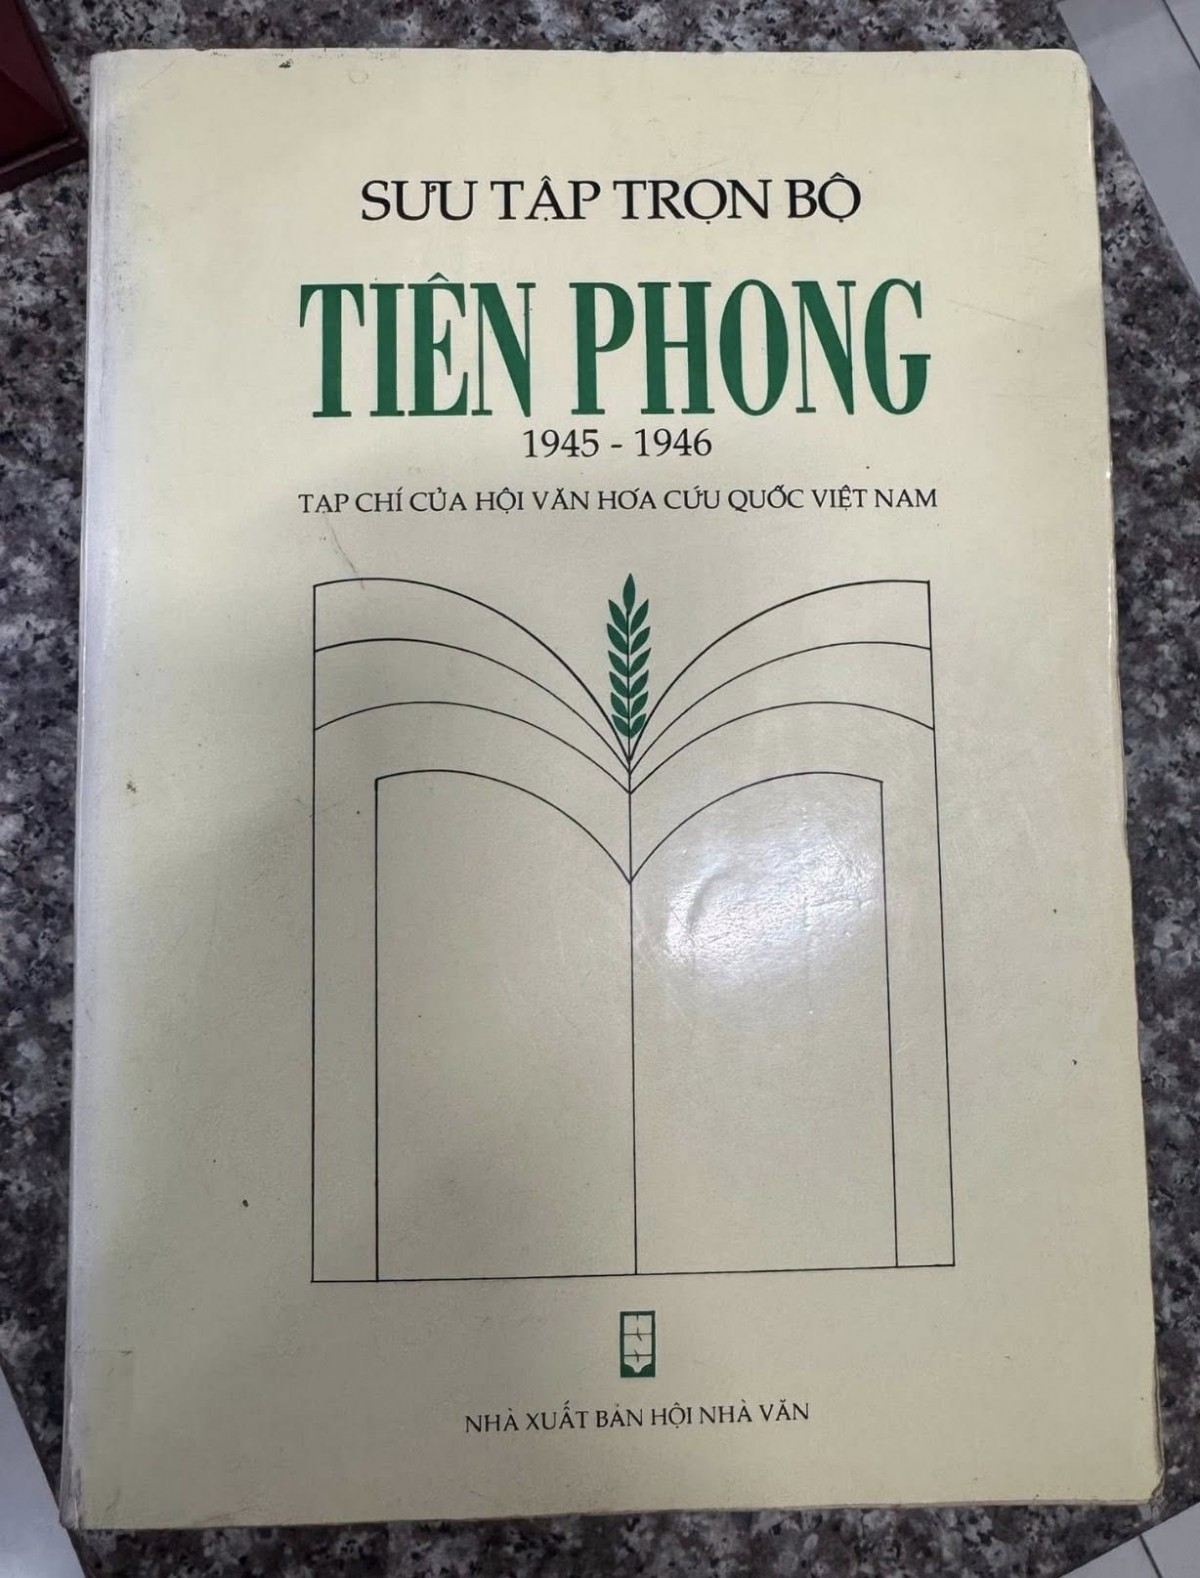 SƯU TẬP TRỌN BỘ
TIÊN PHONG
1945 - 1946
TẠP CHÍ CỦA HỘI VĂN HÓA CỨU QUỐC VIỆT NAM
NHÀ XUẤT BẢN HỘI NHÀ VĂN